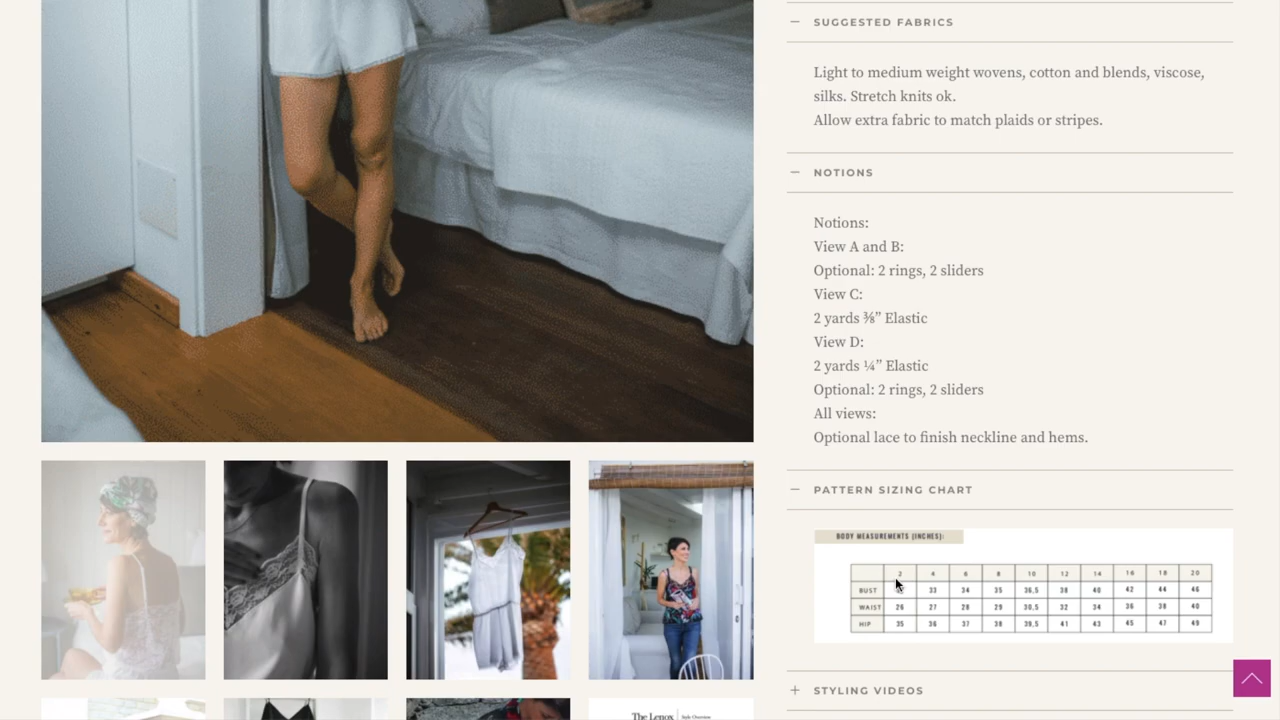 SUGGESTED FABRICS
Light to medium weight wovens, cotton and blends, viscose,
silks. Stretch knits ok.
Allow extra fabric to match plaids or stripes.
NOTIONS
Notions:
View A and B:
Optional: 2 rings, 2 sliders
View C:
2 yards ⅜” Elastic
View D:
2 yards ¼” Elastic
Optional: 2 rings, 2 sliders
All views:
Optional lace to finish neckline and hems.
PATTERN SIZING CHART
BODY MEASUREMENTS (INCHES):
2 4 6 8 10 12 14 16 18 20
BUST 33 34 35 36,5 38 40 42 44 46
WAIST 26 27 28 29 30,5 32 34 36 38 40
HIP 35 36 37 38 39,5 41 43 45 47 49
STYLING VIDEOS
The Lenox | Style Overview